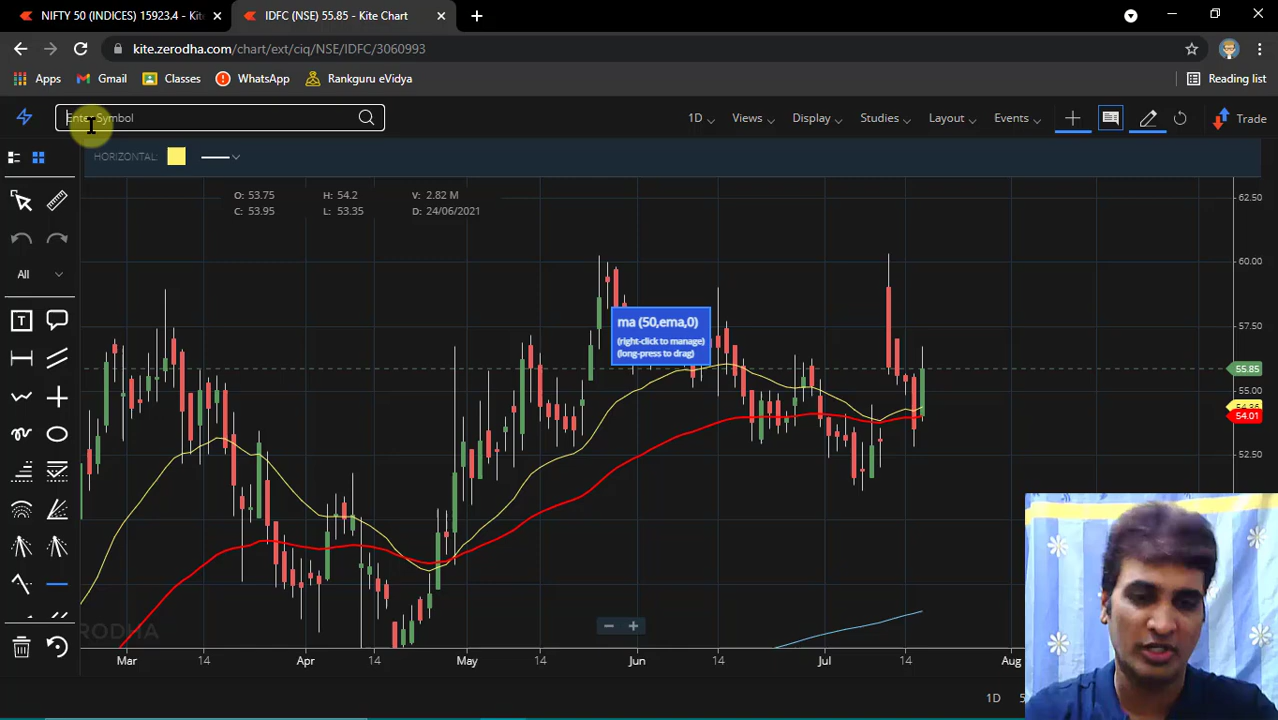 NIFTY 50 (INDICES) 15923.4 - Kit
IDFC (NSE) 55.85 - Kite Chart
kite.zerodha.com/chart/ext/ciq/NSE/IDFC/3060993
Apps
Gmail
Classes
WhatsApp
Rankguru eVidya
Reading list
Enter Symbol
1D
Views
Display
Studies
Layout
Events
Trade
HORIZONTAL:
O: 53.75
H: 54.2
V: 2.82 M
C: 53.95
L: 53.35
D: 24/06/2021
62.50
60.00
57.50
55.85
55.00
54.01
52.50
All
T
ma (50,ema,0)
(right-click to manage)
(long-press to drag)
RODHA
Mar
14
Apr
14
May
14
Jun
14
Jul
14
Aug
1D